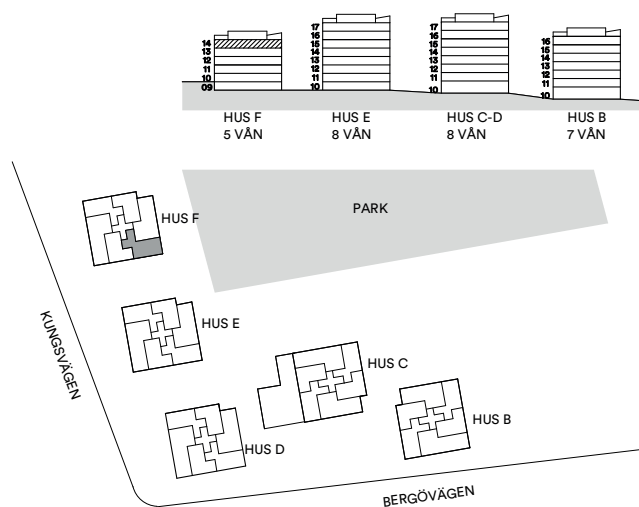 14
13
12
11
10
09
17
16
15
14
13
12
11
10
17
16
15
14
13
12
11
10
16
15
14
13
12
11
10
HUS F
5 VÅN
HUS E
8 VÅN
HUS C-D
8 VÅN
HUS B
7 VÅN
PARK
HUS F
HUS E
HUS C
HUS B
HUS D
KUNGSVÄGEN
BERGÖVÄGEN